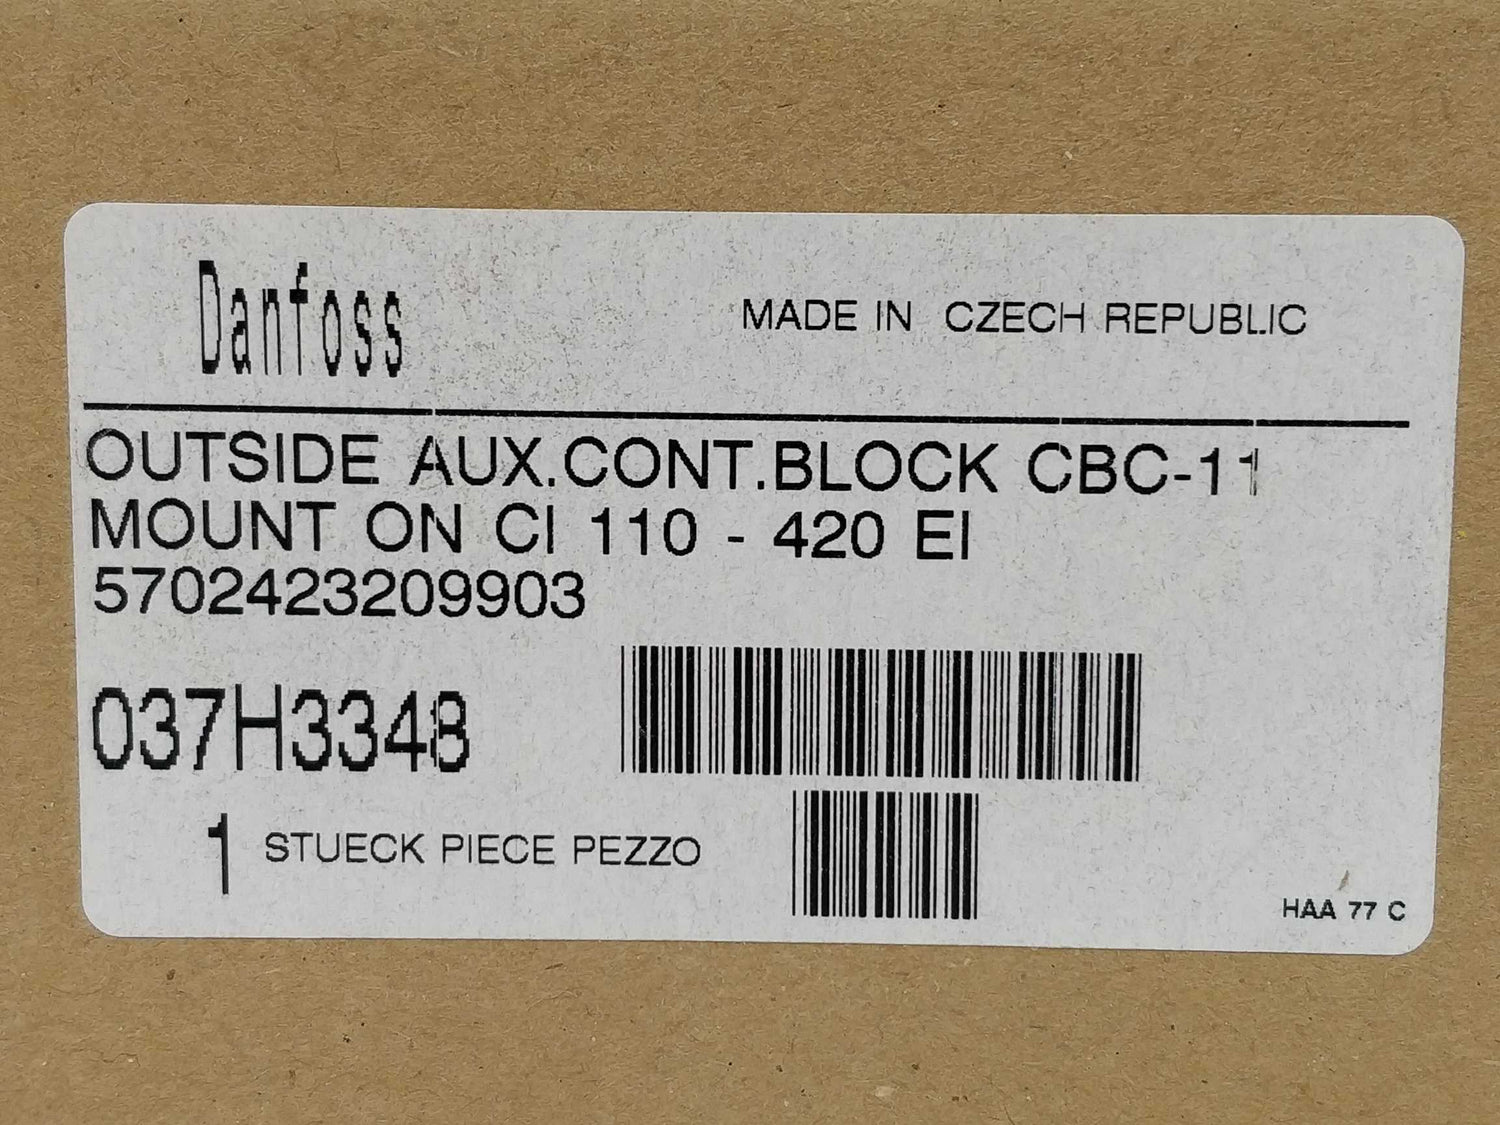 Danfoss
MADE IN CZECH REPUBLIC
OUTSIDE AUX.CONT.BLOCK CBC-11
MOUNT ON CI 110 - 420 EI
5702423209903
037H3348
1 STUECK PIECE PEZZO
HAA 77 C